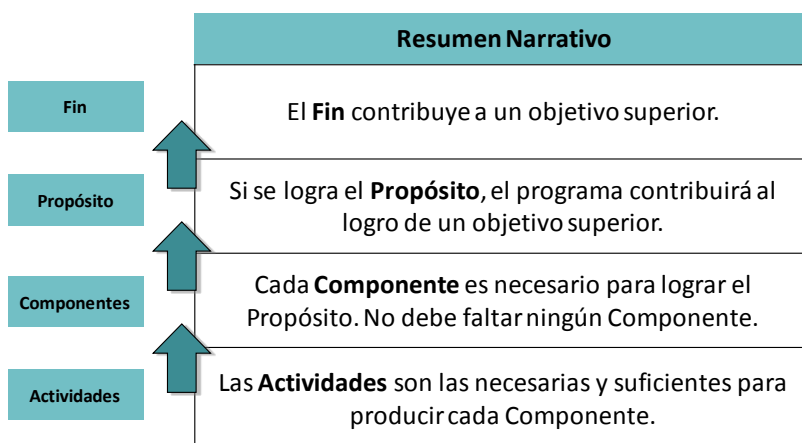 Resumen Narrativo
Fin
El Fin contribuye a un objetivo superior.
Propósito
Si se logra el Propósito, el programa contribuirá al
logro de un objetivo superior.
Componentes
Cada Componente es necesario para lograr el
Propósito. No debe faltar ningún Componente.
Actividades
Las Actividades son las necesarias y suficientes para
producir cada Componente.